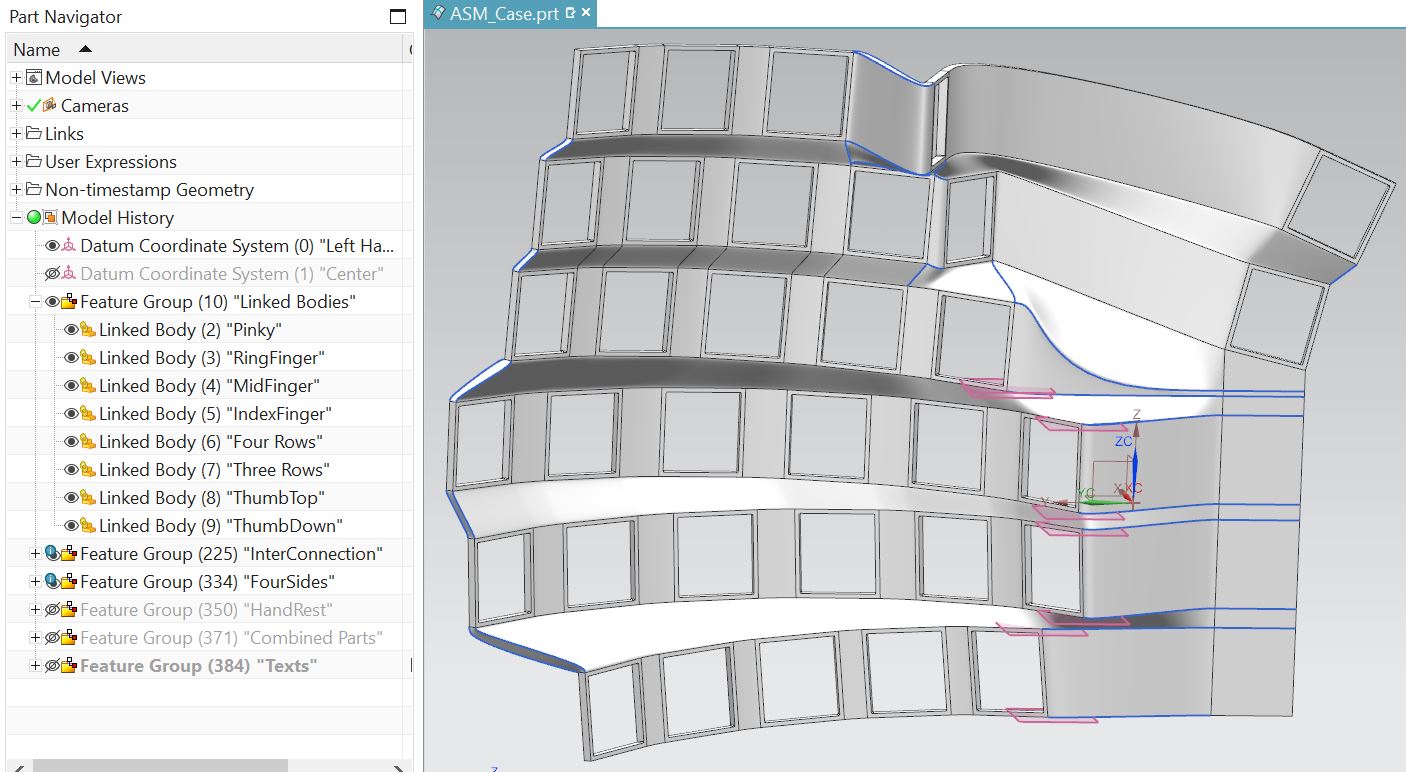 Part Navigator
ASM_Case.prt
Name
Model Views
Cameras
Links
User Expressions
Non-timestamp Geometry
Model History
Datum Coordinate System (0) "Left Ha...
Datum Coordinate System (1) "Center"
Feature Group (10) "Linked Bodies"
Linked Body (2) "Pinky"
Linked Body (3) "RingFinger"
Linked Body (4) "MidFinger"
Linked Body (5) "IndexFinger"
Linked Body (6) "Four Rows"
Linked Body (7) "Three Rows"
Linked Body (8) "ThumbTop"
Linked Body (9) "ThumbDown"
Feature Group (225) "InterConnection"
Feature Group (334) "FourSides"
Feature Group (350) "HandRest"
Feature Group (371) "Combined Parts"
Feature Group (384) "Texts"
Z
ZC
YC
Y
X
XC